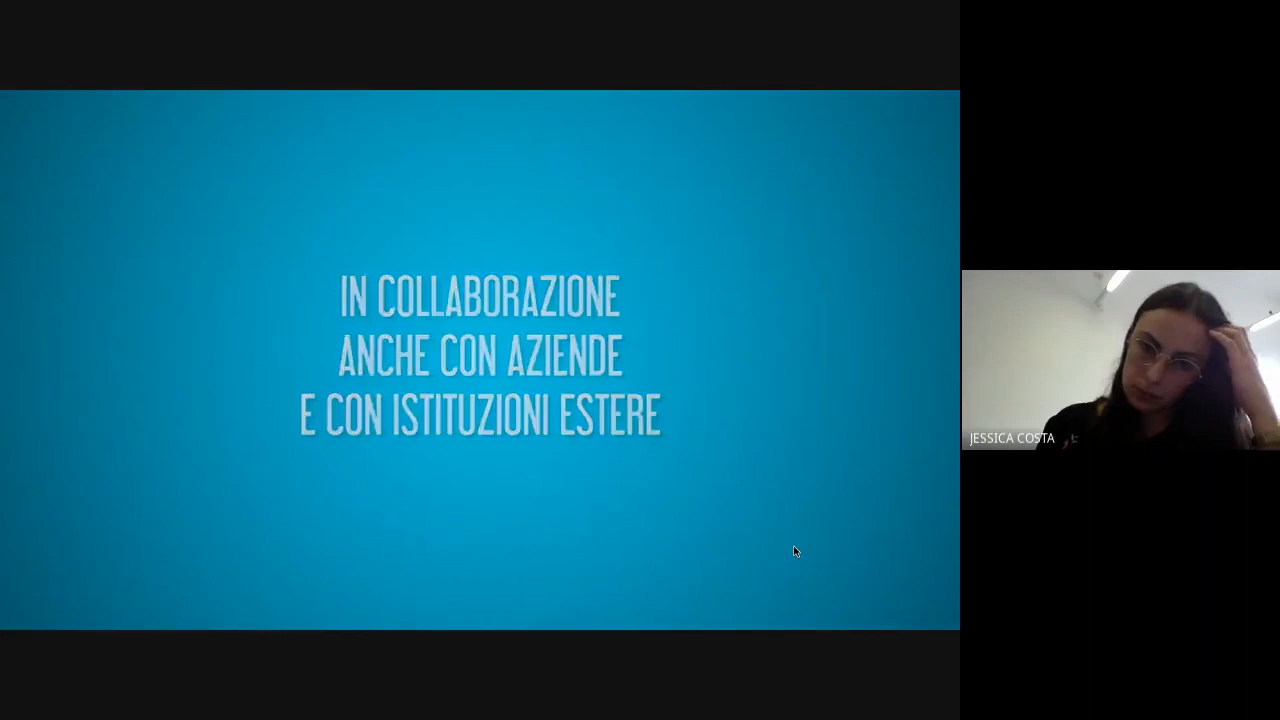 IN COLLABORAZIONE
ANCHE CON AZIENDE
E CON ISTITUZIONI ESTERE
JESSICA COSTA